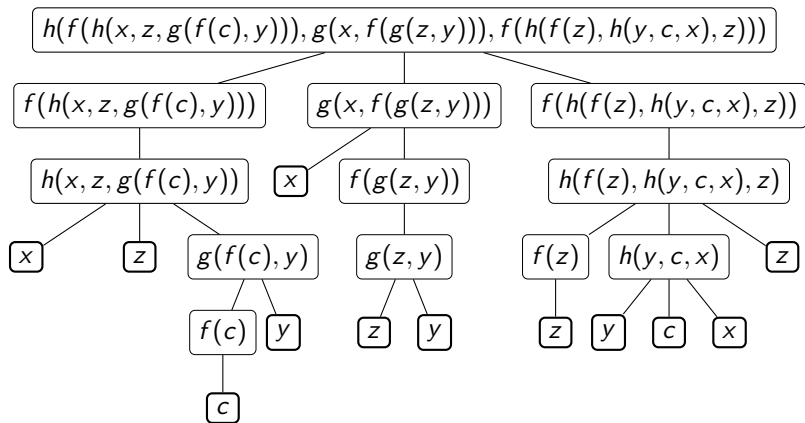 h(f(h(x, z, g(f(c), y))), g(x, f(g(z, y))), f(h(f(z), h(y, c, x), z)))
f(h(x, z, g(f(c), y))) g(x, f(g(z, y))) f(h(f(z), h(y, c, x), z))
h(x, z, g(f(c), y)) x f(g(z, y)) h(f(z), h(y, c, x), z)
x z g(f(c), y) g(z, y) f(z) h(y, c, x) z
f(c) y z y z y c x
c